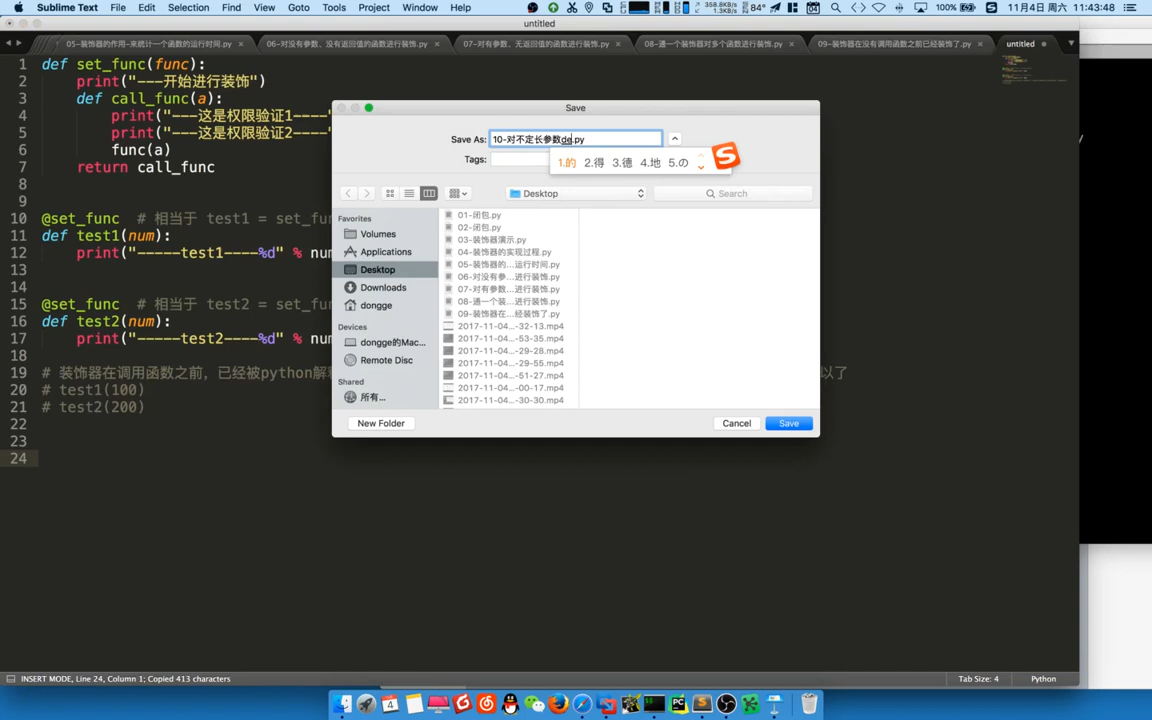 Sublime Text File Edit Selection Find View Goto Tools Project Window Help 358.8KB/s 1.3KB/s 84° 04 100% 11月4日 周六 11:43:48
untitled
05-装饰器的作用-来统计一个函数的运行时间.py × 06-对没有参数、没有返回值的函数进行装饰.py × 07-对有参数、无返回值的函数进行装饰.py × 08-通一个装饰器对多个函数进行装饰.py × 09-装饰器在没有调用函数之前已经装饰了.py × untitled
1 def set_func(func):
2 print("---开始进行装饰")
3 def call_func(a):
4 print("---这是权限验证1----"
5 print("---这是权限验证2----"
6 func(a)
7 return call_func
8
9
10 @set_func # 相当于 test1 = set_fu
11 def test1(num):
12 print("-----test1----%d" % num
13
14
15 @set_func # 相当于 test2 = set_fu
16 def test2(num):
17 print("-----test2----%d" % num
18
19 # 装饰器在调用函数之前，已经被python解 以了
20 # test1(100)
21 # test2(200)
22
23
24
Save
Save As: 10-对不定长参数de.py
Tags:
1.的 2.得 3.德 4.地 5.の
Desktop
Search
Favorites
Volumes
Applications
Desktop
Downloads
dongge
Devices
dongge的Mac...
Remote Disc
Shared
所有...
01-闭包.py
02-闭包.py
03-装饰器演示.py
04-装饰器的实现过程.py
05-装饰器的...运行时间.py
06-对没有参...进行装饰.py
07-对有参数...进行装饰.py
08-通一个装...进行装饰.py
09-装饰器在...经装饰了.py
2017-11-04...-32-13.mp4
2017-11-04...-53-35.mp4
2017-11-04...-29-28.mp4
2017-11-04...-29-55.mp4
2017-11-04...-51-27.mp4
2017-11-04...-00-17.mp4
2017-11-04...-30-30.mp4
New Folder Cancel Save
INSERT MODE, Line 24, Column 1; Copied 413 characters Tab Size: 4 Python